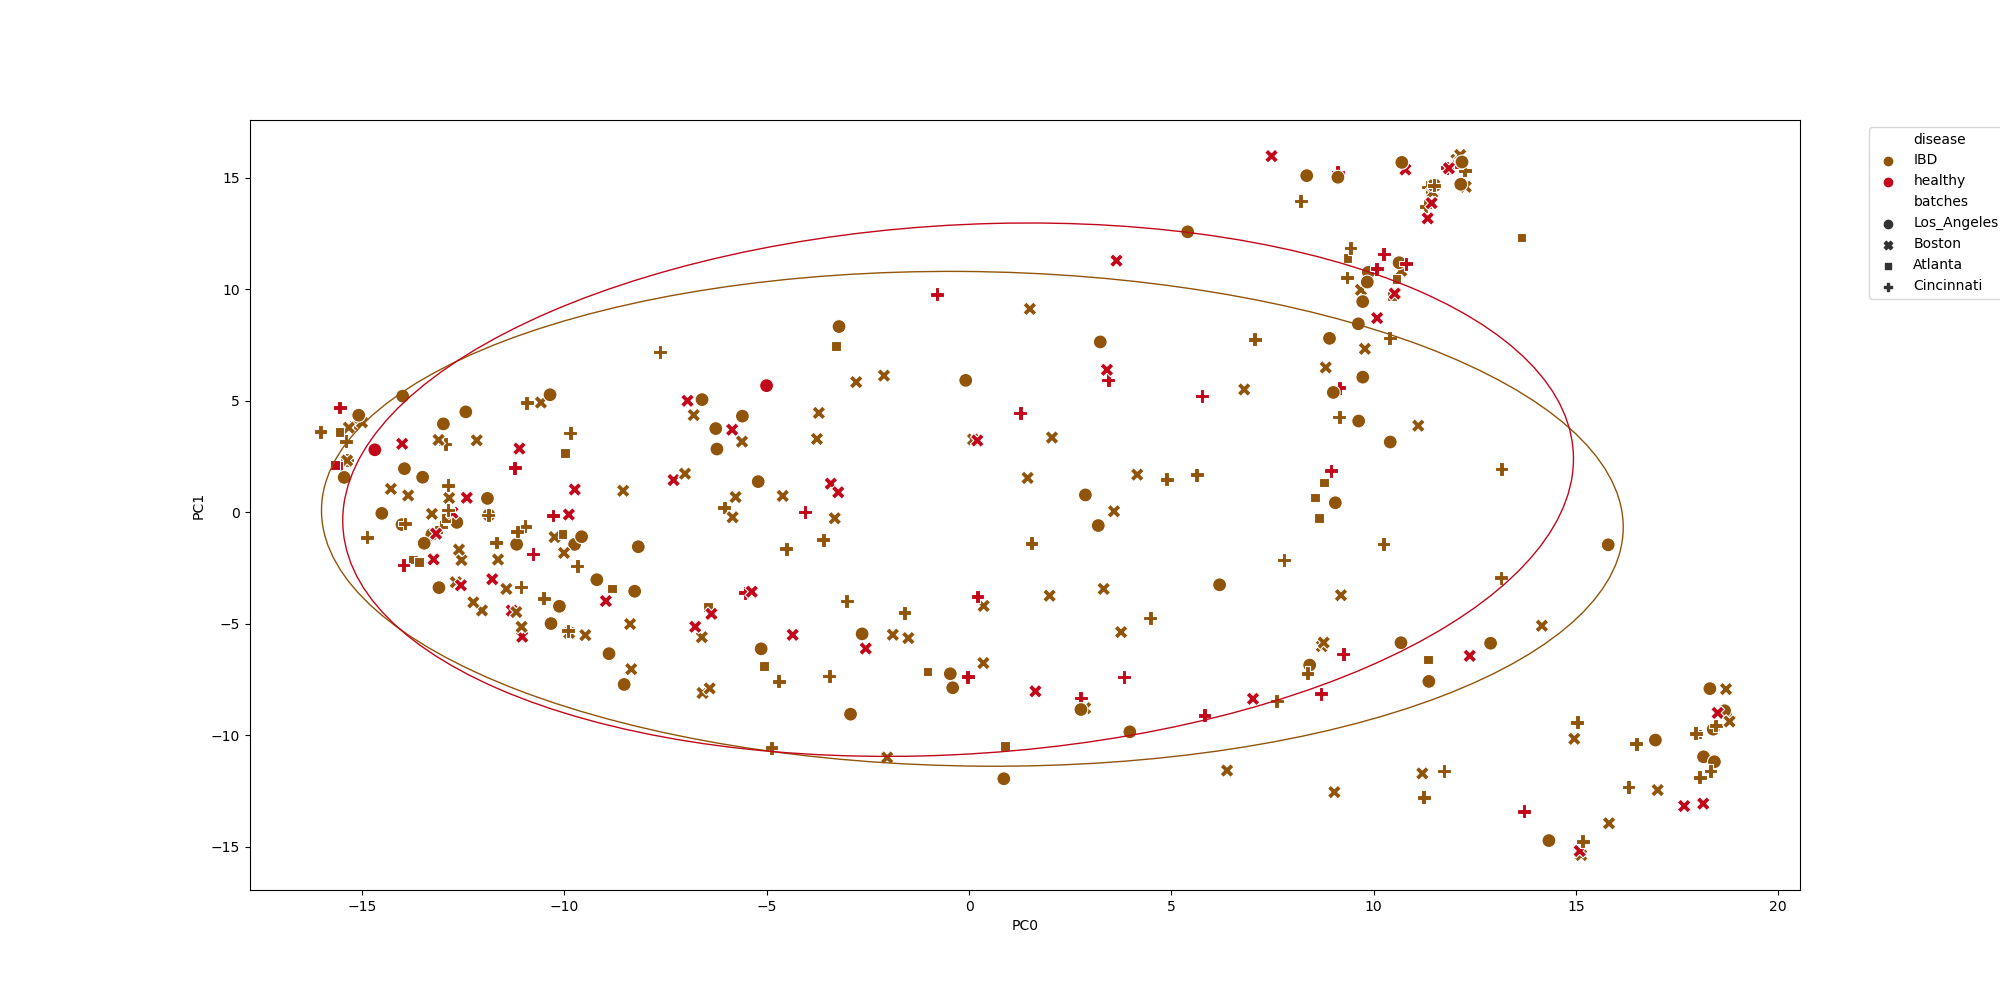 disease
IBD
healthy
batches
Los_Angeles
Boston
Atlanta
Cincinnati
15
10
5
0
−5
−10
−15
PC1
−15
−10
−5
0
5
10
15
20
PC0